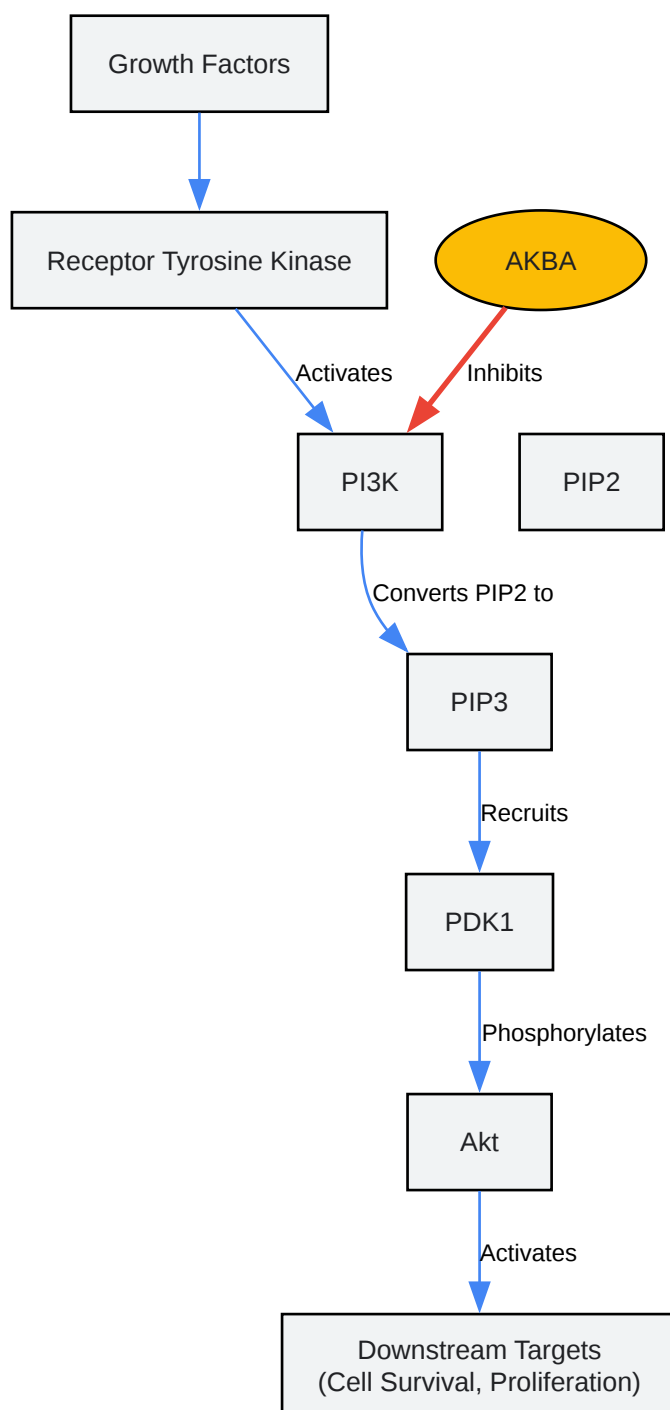 Growth Factors
Receptor Tyrosine Kinase
AKBA
Activates
Inhibits
PI3K
PIP2
Converts PIP2 to
PIP3
Recruits
PDK1
Phosphorylates
Akt
Activates
Downstream Targets
(Cell Survival, Proliferation)